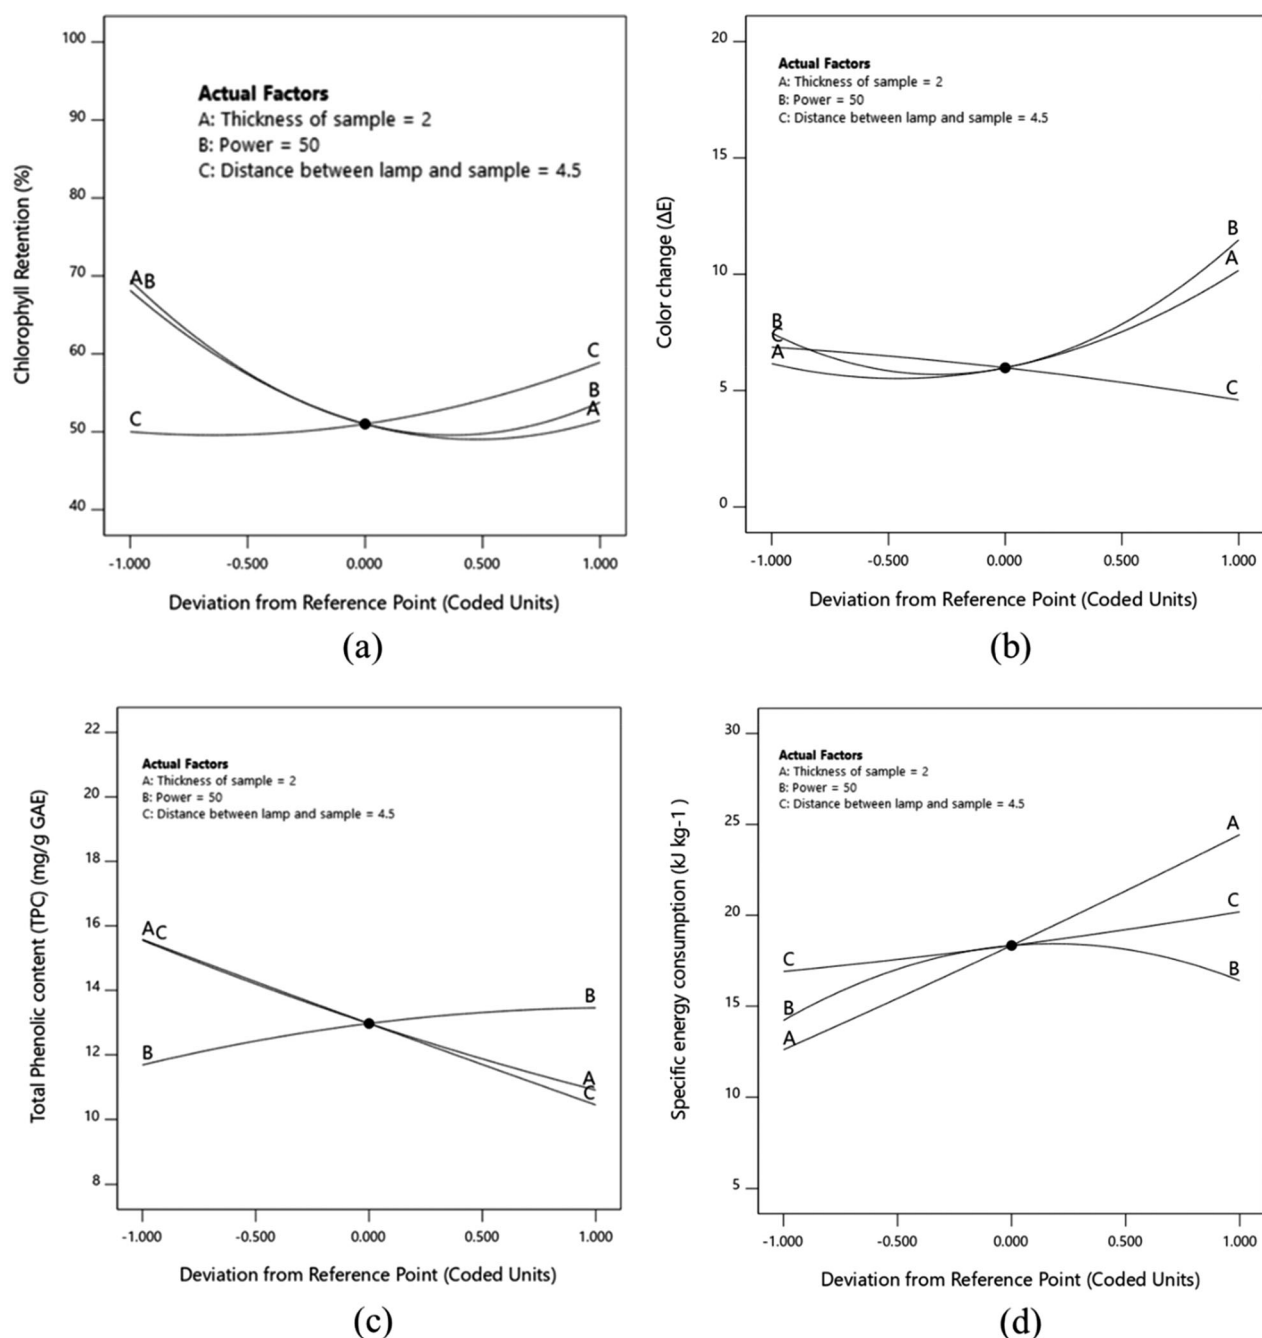 100
90
80
70
60
50
40
Chlorophyll Retention (%)
Actual Factors
A: Thickness of sample = 2
B: Power = 50
C: Distance between lamp and sample = 4.5
A B
C
C
B
A
-1.000 -0.500 0.000 0.500 1.000
Deviation from Reference Point (Coded Units)
(a)
20
15
10
5
0
Color change (ΔE)
Actual Factors
A: Thickness of sample = 2
B: Power = 50
C: Distance between lamp and sample = 4.5
B
C
A
B
A
C
-1.000 -0.500 0.000 0.500 1.000
Deviation from Reference Point (Coded Units)
(b)
22
20
18
16
14
12
10
8
Total Phenolic content (TPC) (mg/g GAE)
Actual Factors
A: Thickness of sample = 2
B: Power = 50
C: Distance between lamp and sample = 4.5
A C
B
B
A
C
-1.000 -0.500 0.000 0.500 1.000
Deviation from Reference Point (Coded Units)
(c)
30
25
20
15
10
5
Specific energy consumption (kJ kg-1 )
Actual Factors
A: Thickness of sample = 2
B: Power = 50
C: Distance between lamp and sample = 4.5
C
B
A
A
C
B
-1.000 -0.500 0.000 0.500 1.000
Deviation from Reference Point (Coded Units)
(d)